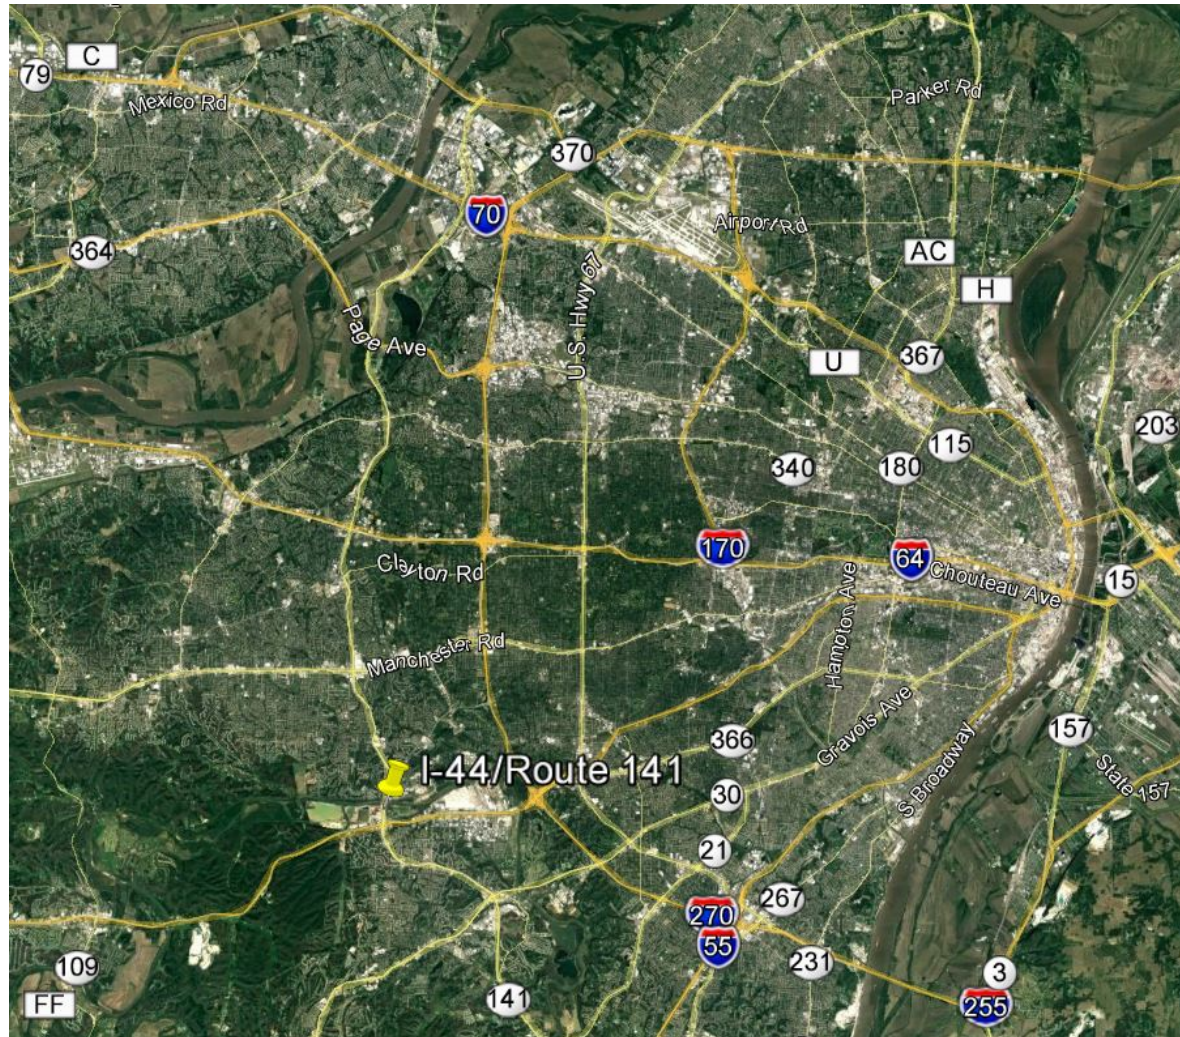 C
79
Mexico Rd
Parker Rd
370
70
Airport Rd
364
AC
H
U.S. Hwy 67
Page Ave
U
367
203
115
340
180
170
64
Clayton Rd
Chouteau Ave
15
Hampton Ave
Manchester Rd
Gravois Ave
366
157
I-44/Route 141
S Broadway
State 157
30
21
267
270
55
231
109
3
FF
141
255